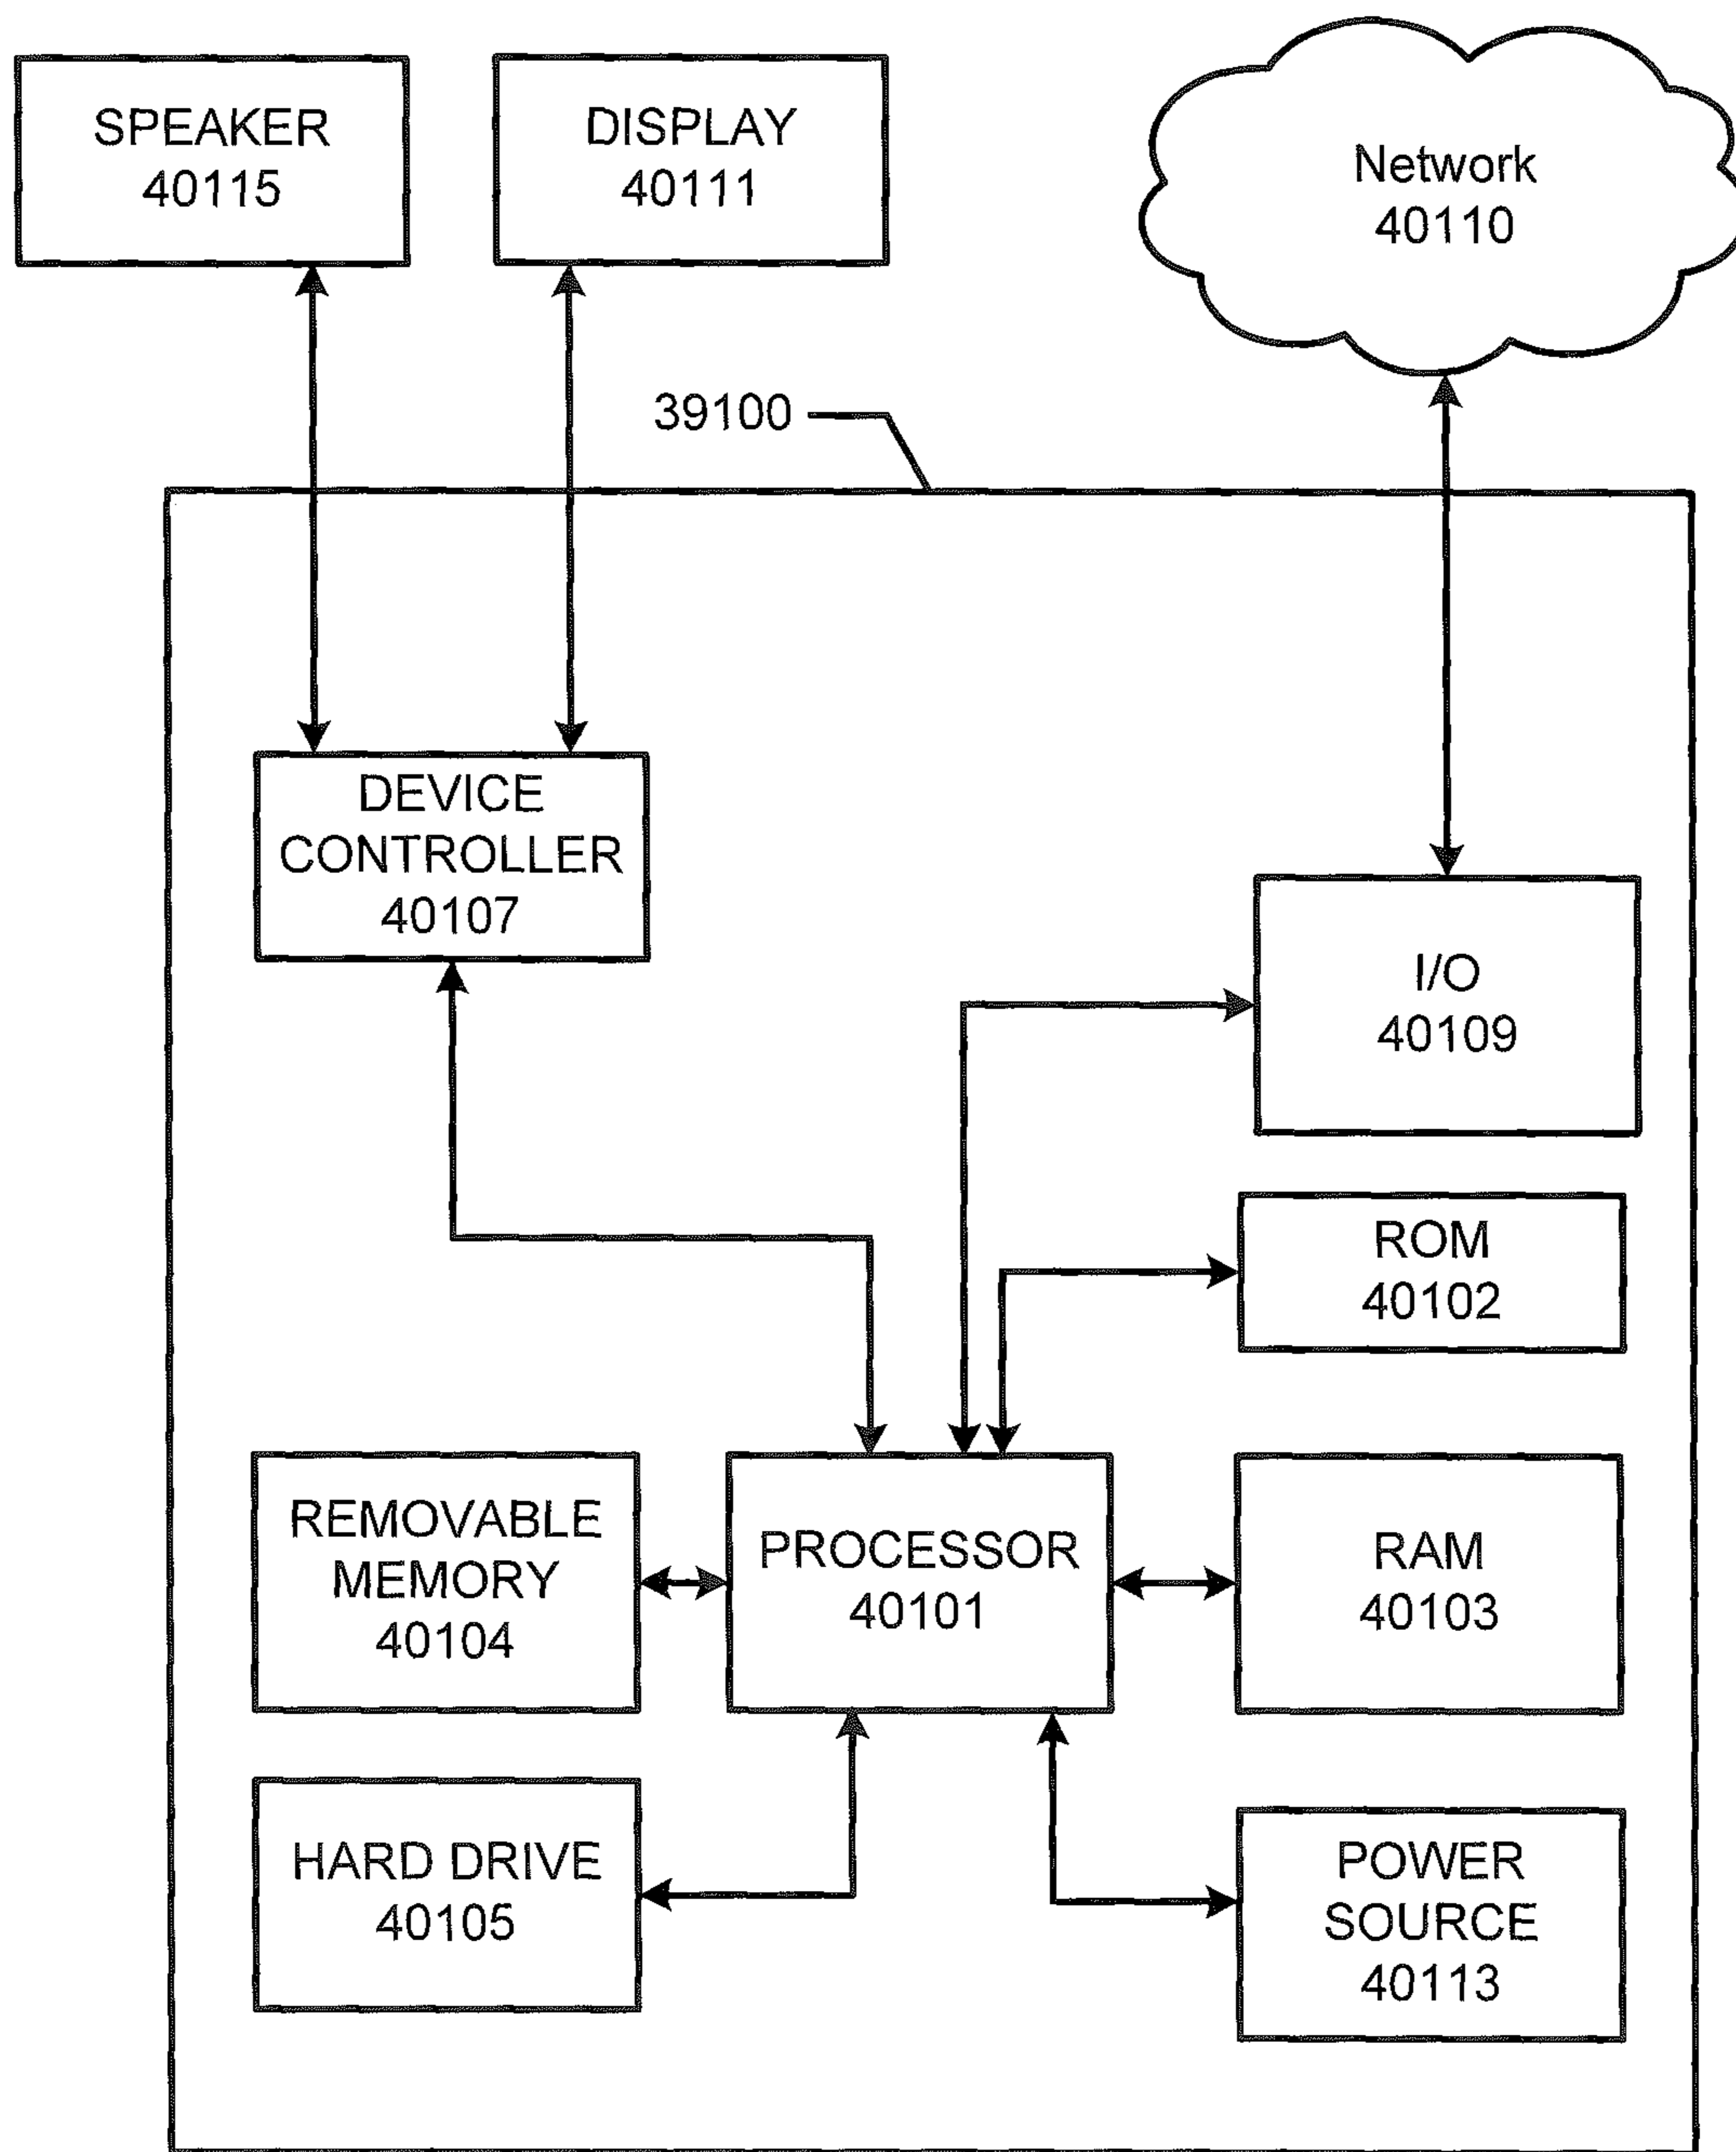 SPEAKER
40115
DISPLAY
40111
Network
40110
39100
DEVICE
CONTROLLER
40107
I/O
40109
ROM
40102
REMOVABLE
MEMORY
40104
PROCESSOR
40101
RAM
40103
HARD DRIVE
40105
POWER
SOURCE
40113